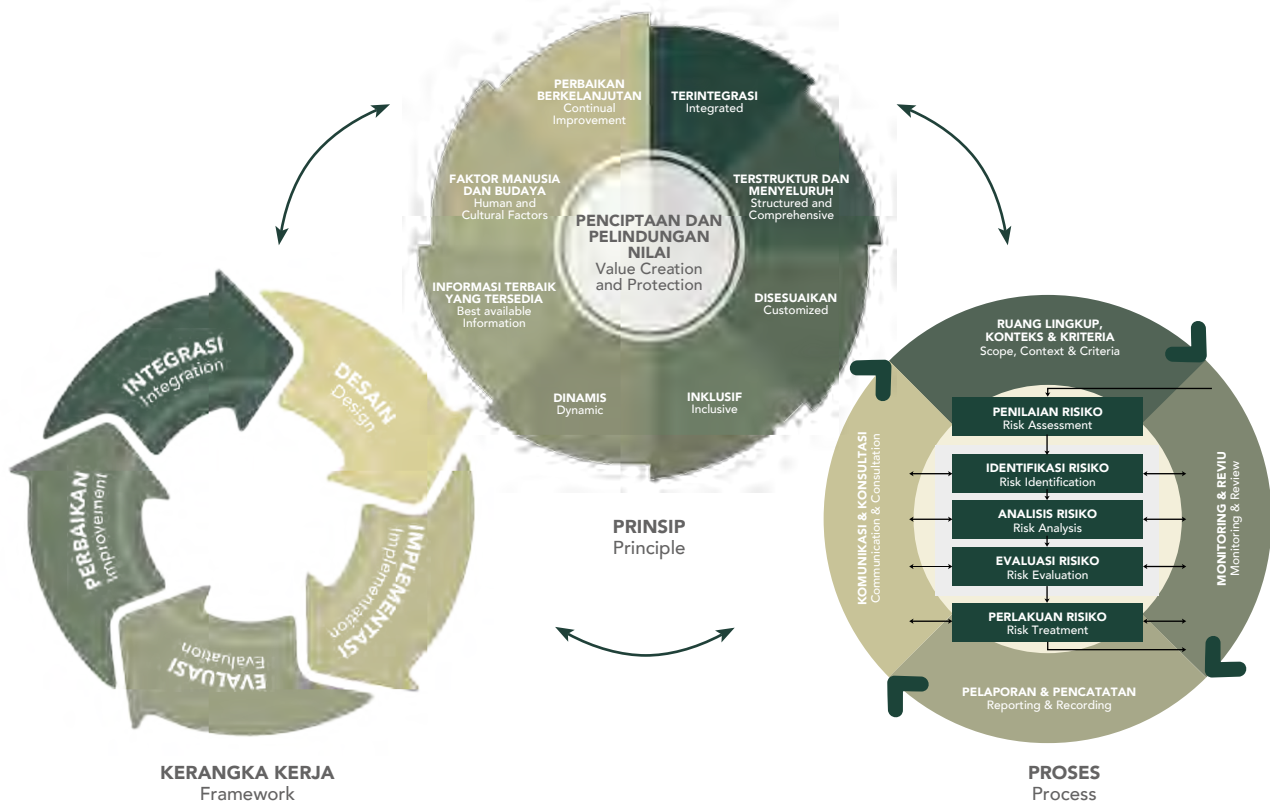 PERBAIKAN
BERKELANJUTAN
Continual
Improvement
TERINTEGRASI
Integrated
TERSTRUKTUR DAN
MENYELURUH
Structured and
Comprehensive
DISESUAIKAN
Customized
INKLUSIF
Inclusive
DINAMIS
Dynamic
INFORMASI TERBAIK
YANG TERSEDIA
Best available
Information
FAKTOR MANUSIA
DAN BUDAYA
Human and
Cultural Factors
PENCIPTAAN DAN
PELINDUNGAN
NILAI
Value Creation
and Protection
PRINSIP
Principle
INTEGRASI
Integration
DESAIN
Design
IMPLEMENTASI
Implementation
EVALUASI
Evaluation
PERBAIKAN
Improvement
KERANGKA KERJA
Framework
RUANG LINGKUP,
KONTEKS & KRITERIA
Scope, Context & Criteria
KOMUNIKASI & KONSULTASI
Communication & Consultation
PENILAIAN RISIKO
Risk Assessment
IDENTIFIKASI RISIKO
Risk Identification
ANALISIS RISIKO
Risk Analysis
EVALUASI RISIKO
Risk Evaluation
PERLAKUAN RISIKO
Risk Treatment
MONITORING & REVIU
Monitoring & Review
PELAPORAN & PENCATATAN
Reporting & Recording
PROSES
Process